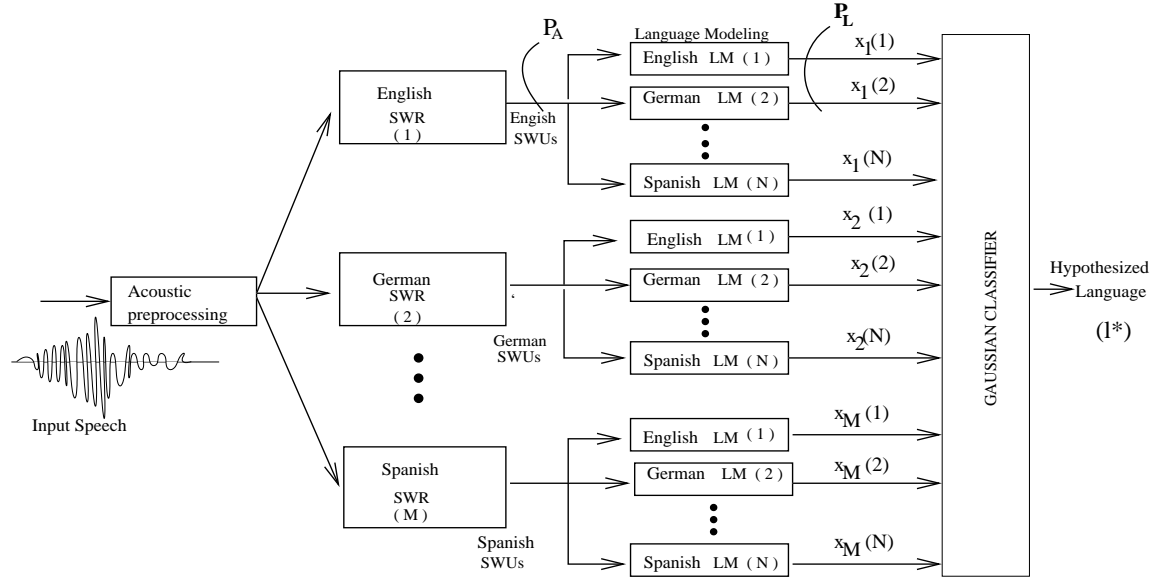 P_A
P_L
Language Modeling
English SWR (1)
Engish SWUs
English LM (1)
x_1(1)
German LM (2)
x_1(2)
Spanish LM (N)
x_1(N)
Acoustic preprocessing
Input Speech
German SWR (2)
German SWUs
English LM (1)
x_2(1)
German LM (2)
x_2(2)
Spanish LM (N)
x_2(N)
Spanish SWR (M)
Spanish SWUs
English LM (1)
x_M(1)
German LM (2)
x_M(2)
Spanish LM (N)
x_M(N)
GAUSSIAN CLASSIFIER
Hypothesized
Language
(l*)